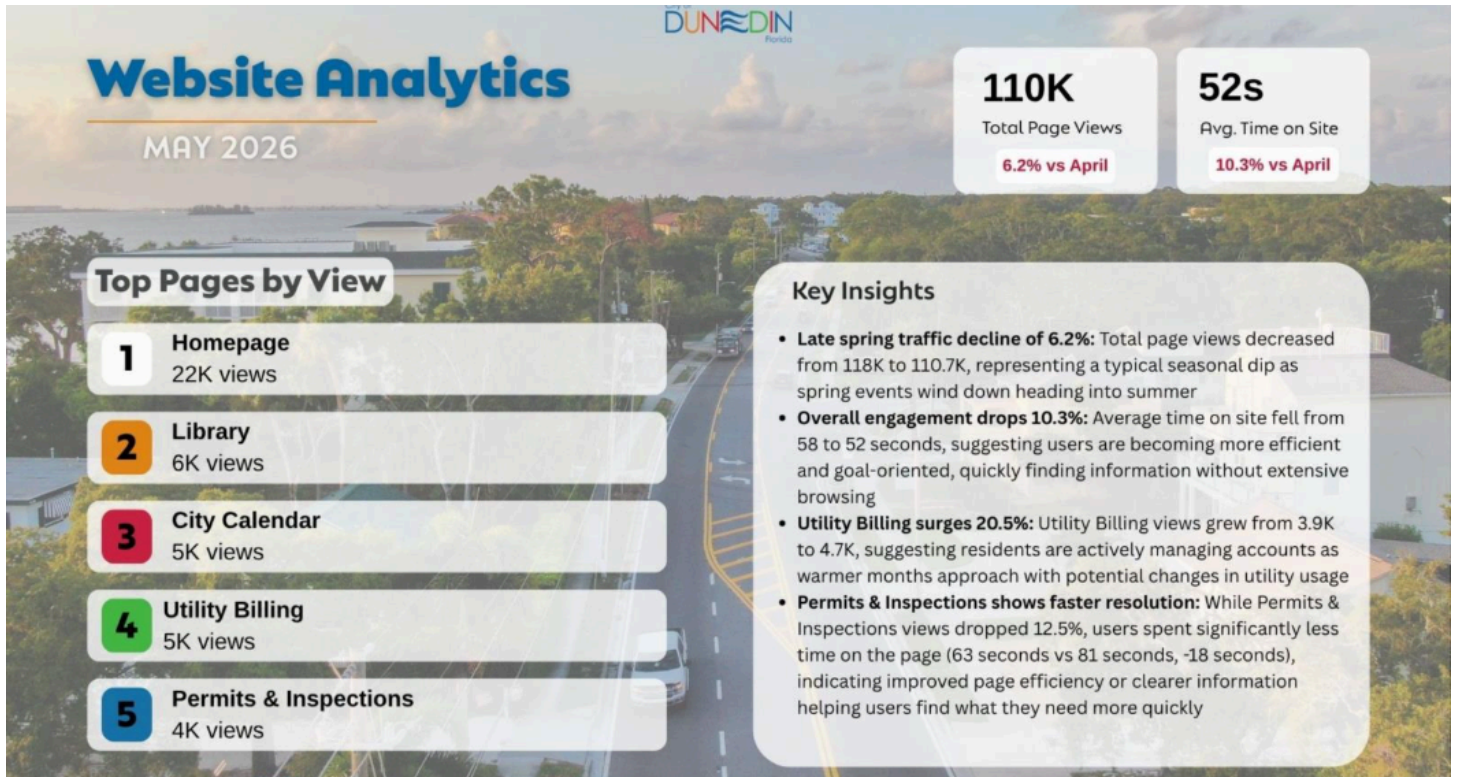 DUNEDIN
Florida
Website Analytics
MAY 2026
110K
Total Page Views
6.2% vs April
52s
Avg. Time on Site
10.3% vs April
Top Pages by View
1
Homepage
22K views
2
Library
6K views
3
City Calendar
5K views
4
Utility Billing
5K views
5
Permits & Inspections
4K views
Key Insights
• Late spring traffic decline of 6.2%: Total page views decreased
from 118K to 110.7K, representing a typical seasonal dip as
spring events wind down heading into summer
• Overall engagement drops 10.3%: Average time on site fell from
58 to 52 seconds, suggesting users are becoming more efficient
and goal-oriented, quickly finding information without extensive
browsing
• Utility Billing surges 20.5%: Utility Billing views grew from 3.9K
to 4.7K, suggesting residents are actively managing accounts as
warmer months approach with potential changes in utility usage
• Permits & Inspections shows faster resolution: While Permits &
Inspections views dropped 12.5%, users spent significantly less
time on the page (63 seconds vs 81 seconds, -18 seconds),
indicating improved page efficiency or clearer information
helping users find what they need more quickly